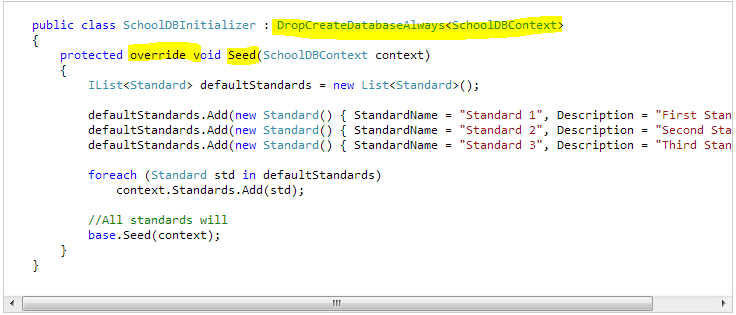 public class SchoolDBInitializer : DropCreateDatabaseAlways<SchoolDBContext>
{
    protected override void Seed(SchoolDBContext context)
    {
        IList<Standard> defaultStandards = new List<Standard>();
        defaultStandards.Add(new Standard() { StandardName = "Standard 1", Description = "First Stan
        defaultStandards.Add(new Standard() { StandardName = "Standard 2", Description = "Second Sta
        defaultStandards.Add(new Standard() { StandardName = "Standard 3", Description = "Third Stan
        foreach (Standard std in defaultStandards)
            context.Standards.Add(std);
        //All standards will
        base.Seed(context);
    }
}